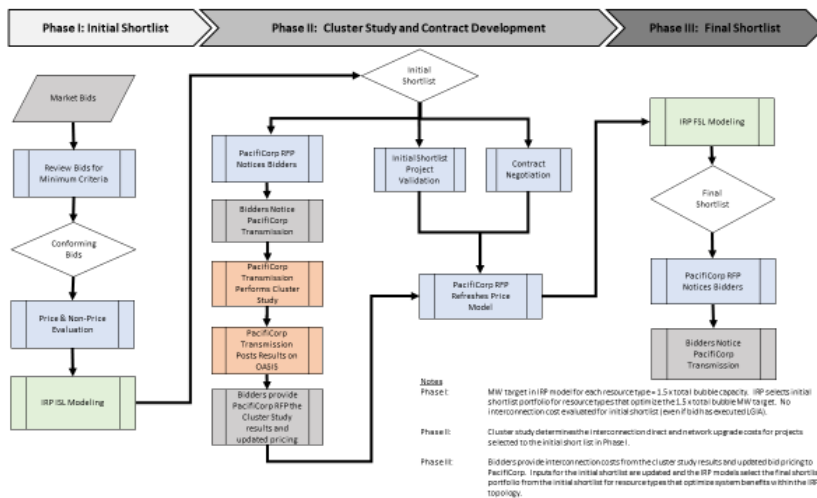 Phase I: Initial Shortlist
Phase II: Cluster Study and Contract Development
Phase III: Final Shortlist
Market Bids
Review Bids for
Minimum Criteria
Conforming
Bids
Price & Non-Price
Evaluation
IRP ISL Modeling
Initial
Shortlist
PacifiCorp RFP
Notices Bidders
Bidders Notice
PacifiCorp
Transmission
PacifiCorp
Transmission
Performs Cluster
Study
PacifiCorp
Transmission
Posts Results on
OASIS
Bidders provide
PacifiCorp RFP the
Cluster Study
results and
updated pricing
Initial Shortlist
Project
Validation
Contract
Negotiation
PacifiCorp RFP
Refreshes Price
Model
IRP FSL Modeling
Final
Shortlist
PacifiCorp RFP
Notices Bidders
Bidders Notice
PacifiCorp
Transmission
Notes
Phase I: MW target in IRP model for each resource type = 1.5 x total bubble capacity. IRP selects initial
shortlist portfolio for resource types that optimize the 1.5 x total bubble MW target. No
interconnection cost evaluated for initial shortlist (even if bid has executed LGIA).
Phase II: Cluster study determines the interconnection direct and network upgrade costs for projects
selected to the initial short list in Phase I.
Phase III: Bidders provide interconnection costs from the cluster study results and updated bid pricing to
PacifiCorp. Inputs for the initial shortlist are updated and the IRP models select the final shortlist
portfolio from the initial shortlist for resource types that optimize system benefits within the IRP
topology.